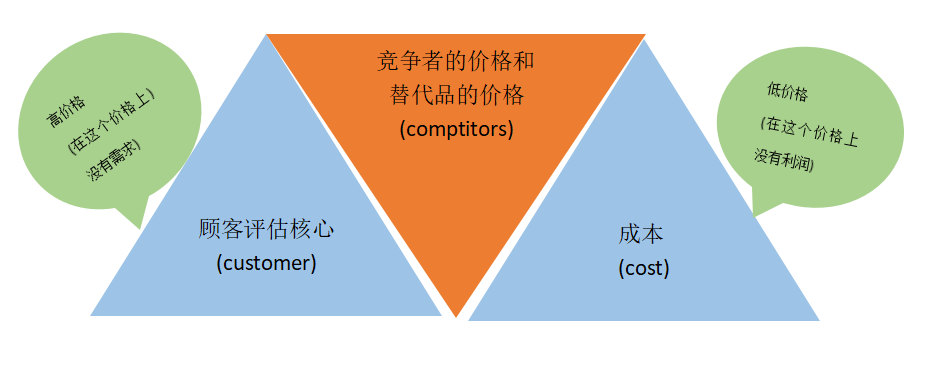 高价格
(在这个价格上)
没有需求)
竞争者的价格和
替代品的价格
(comptitors)
低价格
(在这个价格上
没有利润)
顾客评估核心
(customer)
成本
(cost)